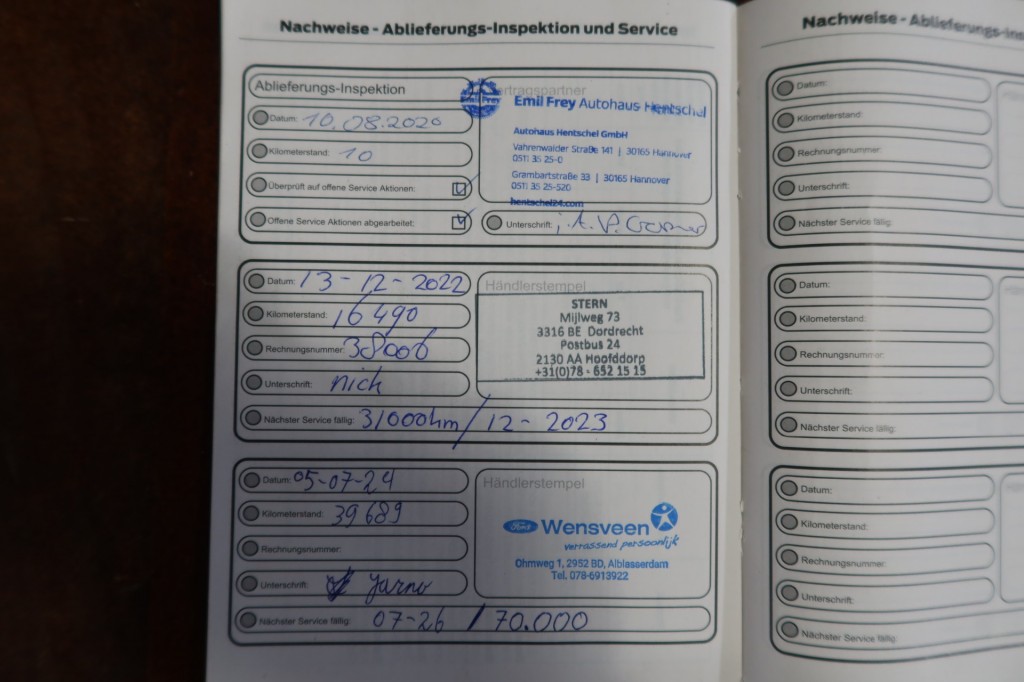 Nachweise - Ablieferungs-Inspektion und Service
Ablieferungs-Inspektion
Datum: 10.08.2020
Kilometerstand: 10
Überprüft auf offene Service Aktionen:
Offene Service Aktionen abgearbeitet:
Emil Frey
Emil Frey Autohaus Hentschel
Autohaus Hentschel GmbH
Vahrenwalder Straße 141 | 30165 Hannover
0511 35 25-0
Grambartstraße 33 | 30165 Hannover
0511 35 25-520
hentschel24.com
Unterschrift:
Datum: 13-12-2022
Kilometerstand: 16490
Rechnungsnummer: 38006
Unterschrift: nick
Nächster Service fällig: 31000km / 12-2023
Händlerstempel
STERN
Mijlweg 73
3316 BE Dordrecht
Postbus 24
2130 AA Hoofddorp
+31(0)78 - 652 15 15
Datum: 05-07-24
Kilometerstand: 39689
Rechnungsnummer:
Unterschrift: Jarno
Nächster Service fällig: 07-26 / 70.000
Händlerstempel
Ford Wensveen
verrassend persoonlijk
Ohmweg 1, 2952 BD, Alblasserdam
Tel. 078-6913922
Nachweise - Ablieferungs-Ins
Datum:
Kilometerstand:
Rechnungsnummer:
Unterschrift:
Nächster Service fällig:
Datum:
Kilometerstand:
Rechnungsnummer:
Unterschrift:
Nächster Service fällig:
Datum:
Kilometerstand:
Rechnungsnummer:
Unterschrift:
Nächster Service fällig: